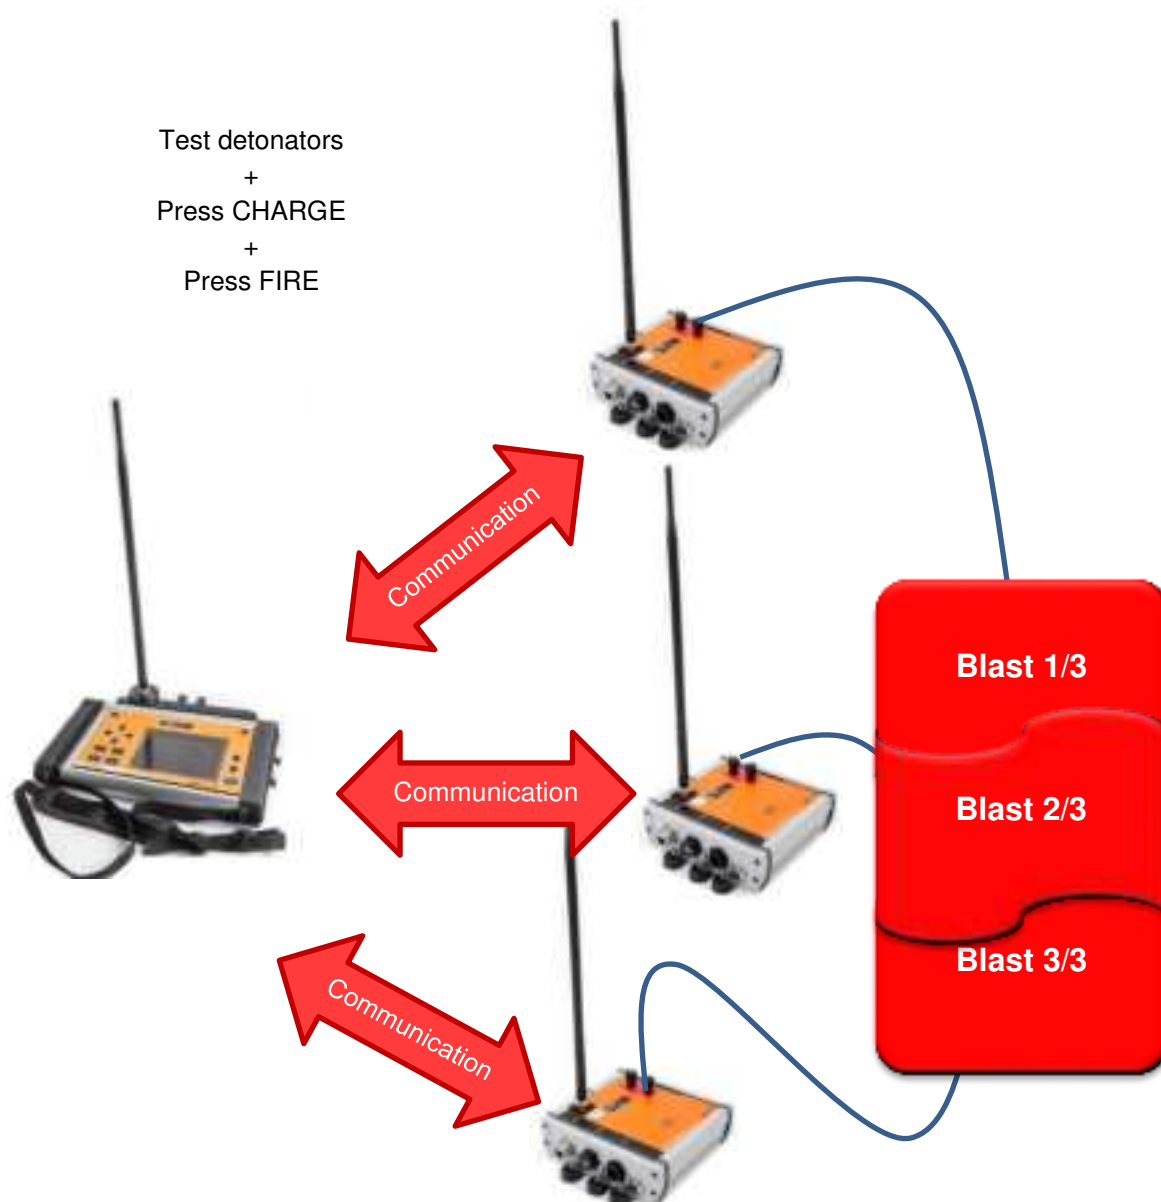 Test detonators
+
Press CHARGE
+
Press FIRE
Communication
Blast 1/3
Communication
Blast 2/3
Communication
Blast 3/3